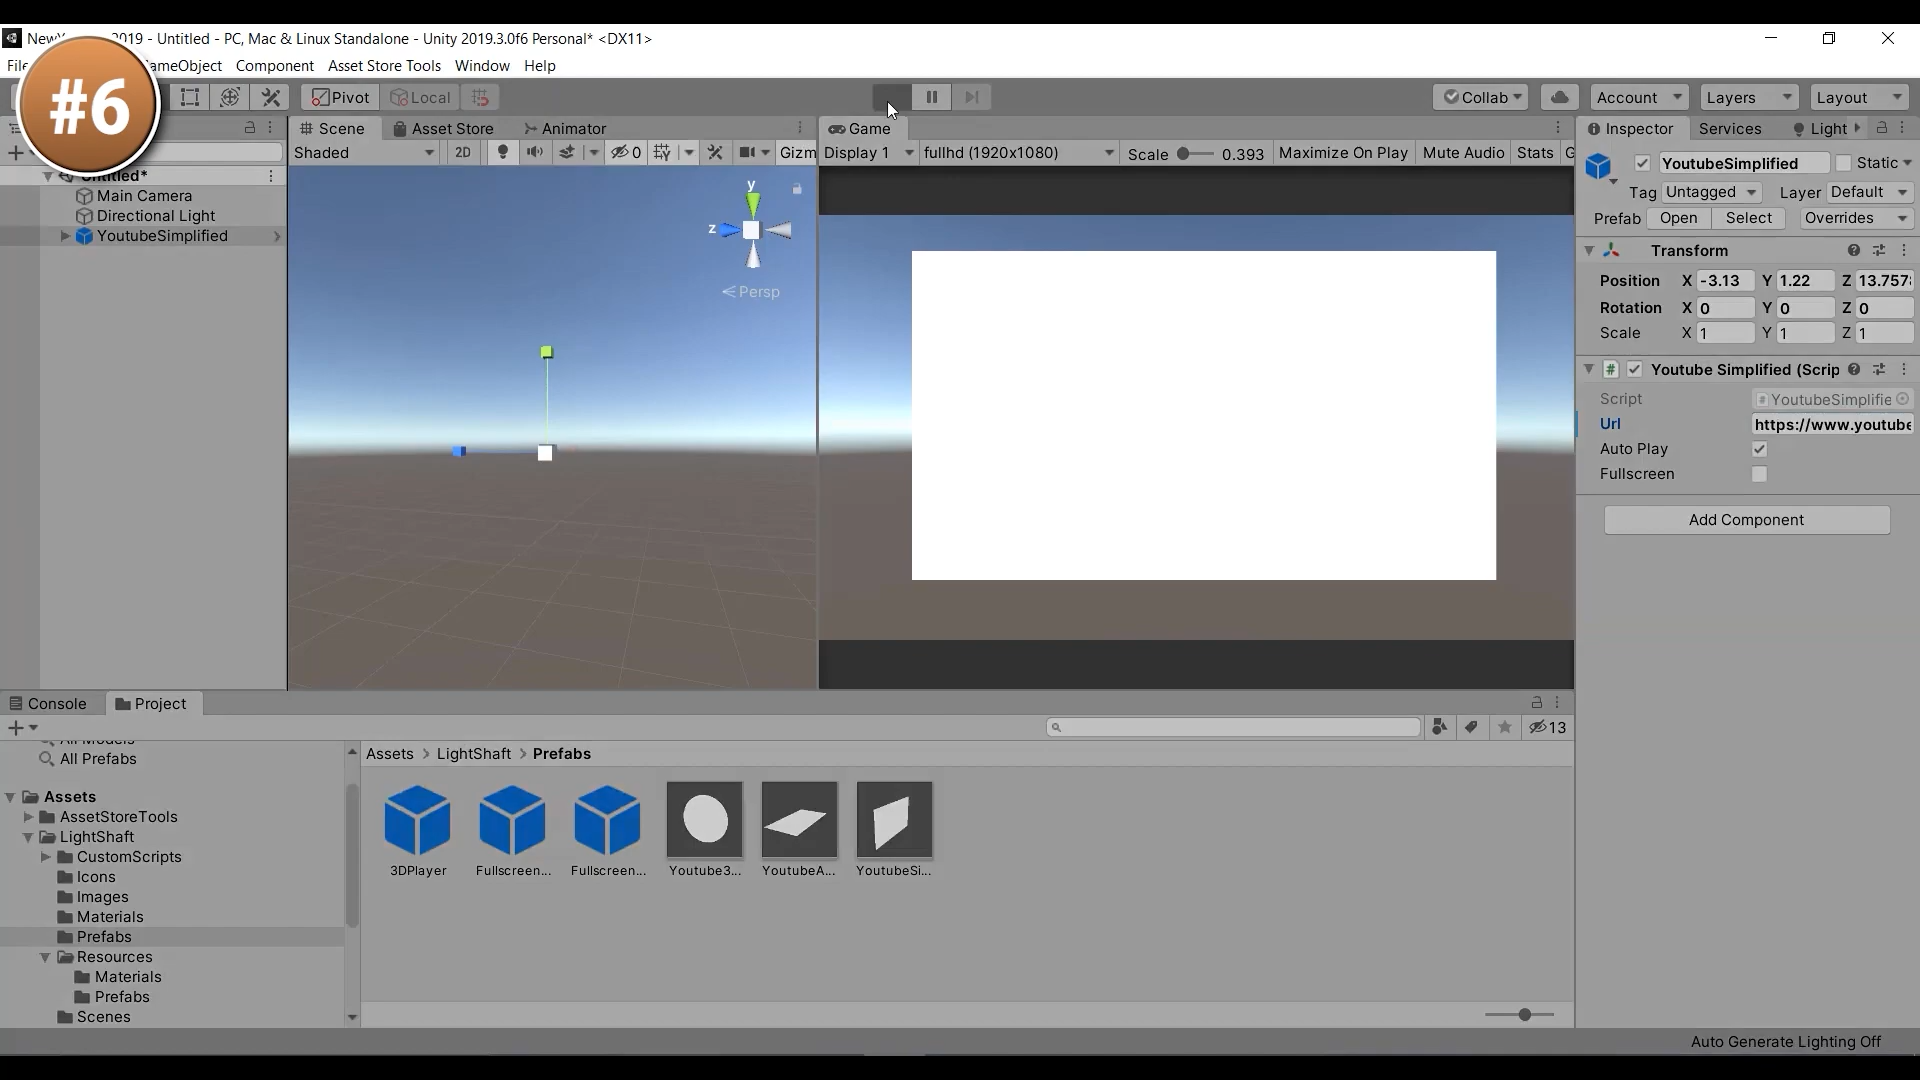 #6
2019 - Untitled - PC, Mac & Linux Standalone - Unity 2019.3.0f6 Personal* <DX11>
GameObject Component Asset Store Tools Window Help
Pivot Local Collab Account Layers Layout
Scene Asset Store Animator Game Inspector Services Light
Shaded 2D 0 Gizm Display 1 fullhd (1920x1080) Scale 0.393 Maximize On Play Mute Audio Stats G
YoutubeSimplified Static
Untitled*
Main Camera
Directional Light
YoutubeSimplified
y
z
Persp
Tag Untagged Layer Default
Prefab Open Select Overrides
Transform
Position X -3.13 Y 1.22 Z 13.757
Rotation X 0 Y 0 Z 0
Scale X 1 Y 1 Z 1
# Youtube Simplified (Scrip
Script # YoutubeSimplifie
Url https://www.youtube
Auto Play
Fullscreen
Add Component
Console Project
13
All Models
All Prefabs
Assets
AssetStoreTools
LightShaft
CustomScripts
Icons
Images
Materials
Prefabs
Resources
Materials
Prefabs
Scenes
Assets > LightShaft > Prefabs
3DPlayer Fullscreen... Fullscreen... Youtube3... YoutubeA... YoutubeSi...
Auto Generate Lighting Off